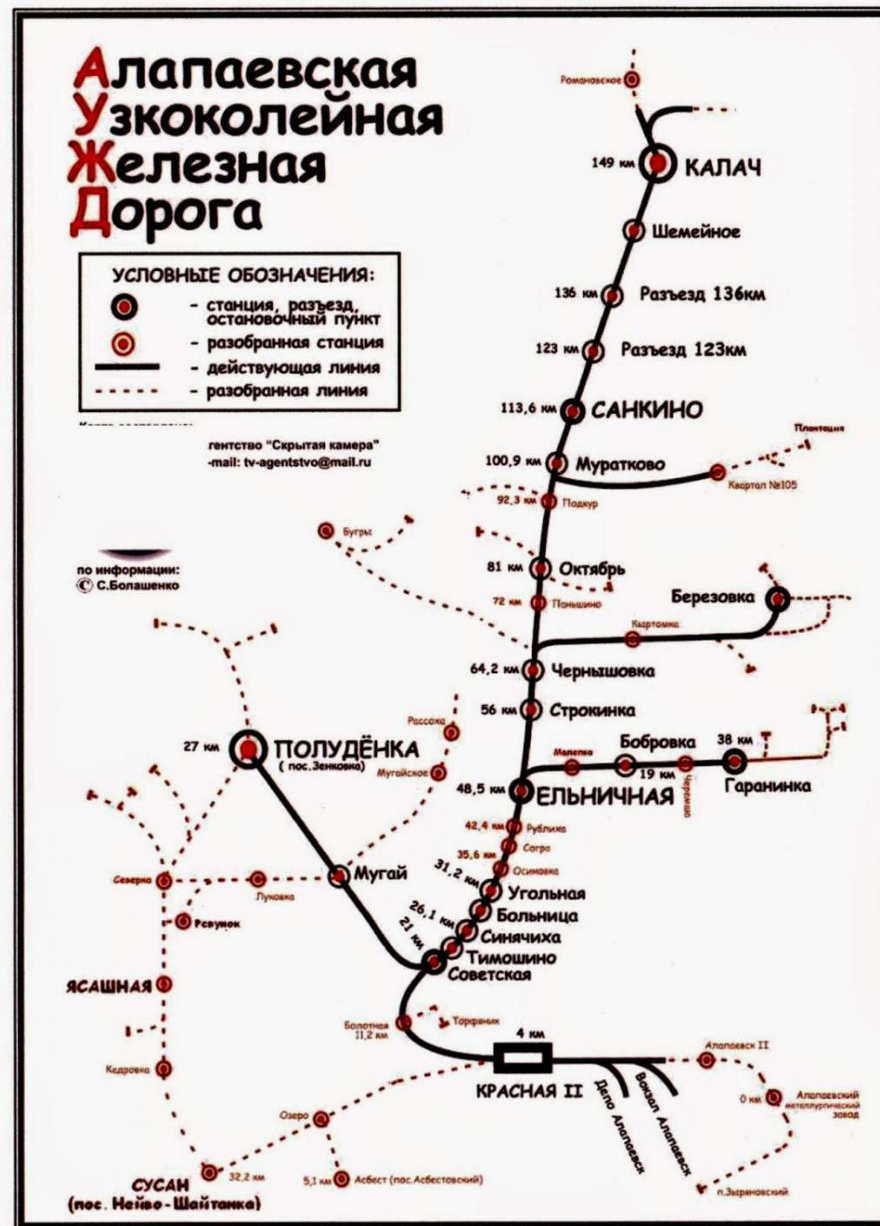 Алапаевская
Узкоколейная
Железная
Дорога
УСЛОВНЫЕ ОБОЗНАЧЕНИЯ:
- станция, разъезд,
остановочный пункт
- разобранная станция
- действующая линия
- разобранная линия
гентство "Скрытая камера"
-mail: tv-agentstvo@mail.ru
по информации:
© С.Болашенко
Романовское
149 км КАЛАЧ
Шемейное
136 км Разъезд 136км
123 км Разъезд 123км
113,6 км САНКИНО
Плантация
100,9 км Муратково
Квартал №105
92,3 км Подкур
Бугры
81 км Октябрь
Березовка
72 км Паньшино
Кыртомка
64,2 км Чернышовка
56 км Строкинка
Рассоха
27 км ПОЛУДЁНКА
(пос.Зенковка)
Мугайское
Бобровка
38 км
19 км
Гаранинка
48,5 км ЕЛЬНИЧНАЯ
42,4 км Рублиха
Сагра
35,6 км Осиновка
31,2 км Угольная
Мугай
Северка
Луковка
Ревунок
Больница
26,1 км Синячиха
Тимошино
21 км Советская
ЯСАШНАЯ
Болотная
11,2 км
Торфяник
4 км
КРАСНАЯ II
Алапаевск II
Депо Алапаевск
Вокзал Алапаевск
0 км
Алапаевский
металлургический
завод
п.Зыряновский
Кедровка
Озеро
СУСАН
(пос. Нейво-Шайтанка)
32,2 км
5,1 км Асбест (пос.Асбестовский)